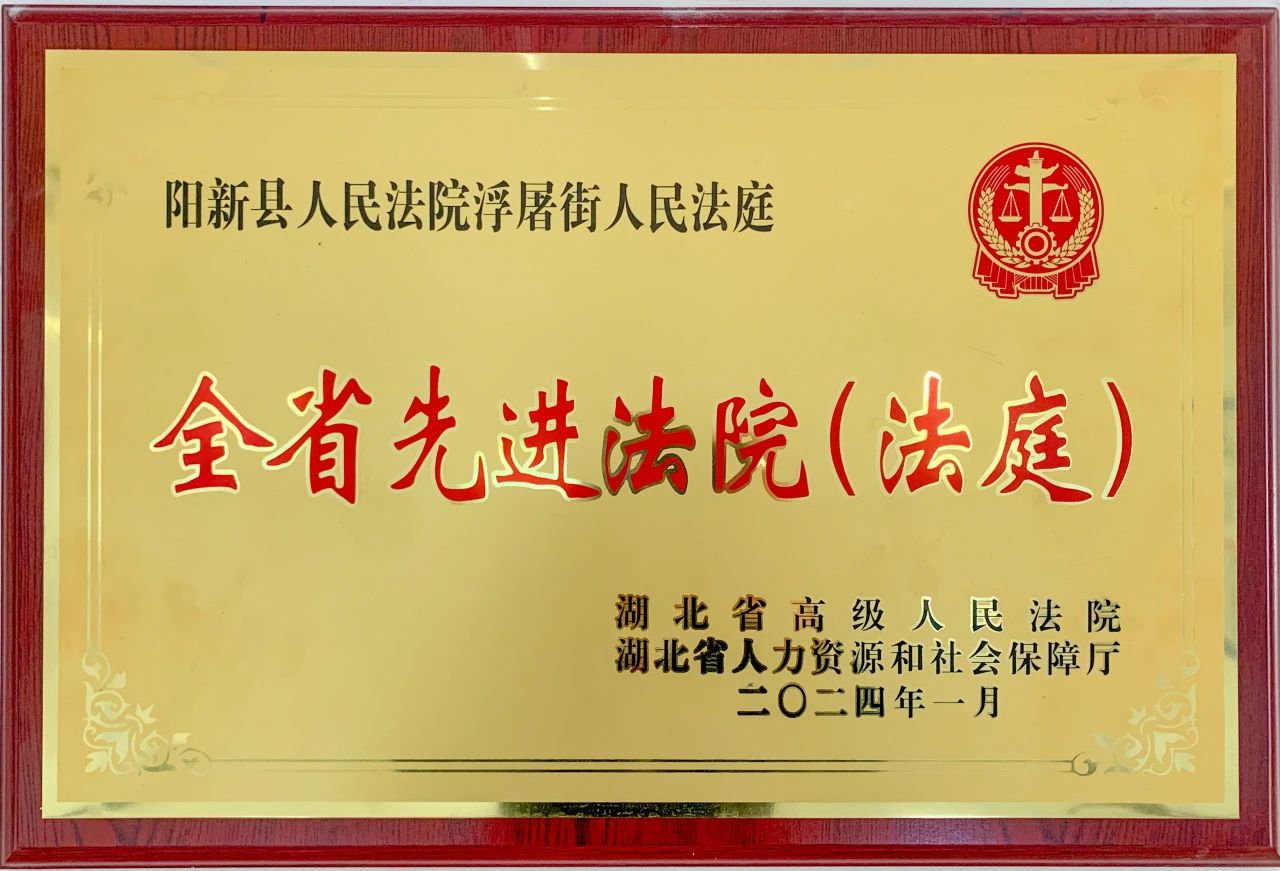 阳新县人民法院浮屠街人民法庭
全省先进法院(法庭)
湖北省高级人民法院
湖北省人力资源和社会保障厅
二〇二四年一月